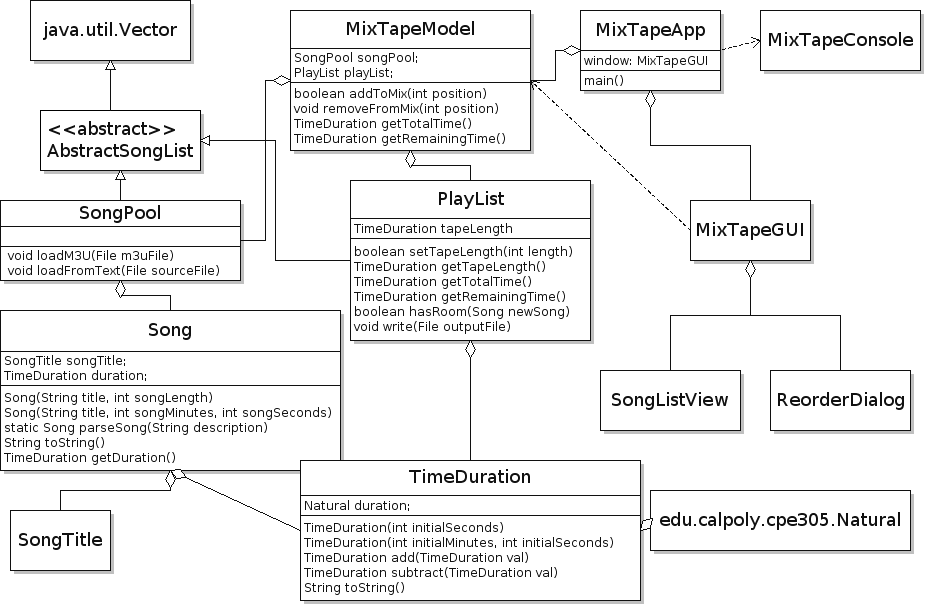 java.util.Vector
<<abstract>>
AbstractSongList
SongPool
void loadM3U(File m3uFile)
void loadFromText(File sourceFile)
MixTapeModel
SongPool songPool;
PlayList playList;
boolean addToMix(int position)
void removeFromMix(int position)
TimeDuration getTotalTime()
TimeDuration getRemainingTime()
MixTapeApp
window: MixTapeGUI
main()
MixTapeConsole
PlayList
TimeDuration tapeLength
boolean setTapeLength(int length)
TimeDuration getTapeLength()
TimeDuration getTotalTime()
TimeDuration getRemainingTime()
boolean hasRoom(Song newSong)
void write(File outputFile)
MixTapeGUI
SongListView
ReorderDialog
Song
SongTitle songTitle;
TimeDuration duration;
Song(String title, int songLength)
Song(String title, int songMinutes, int songSeconds)
static Song parseSong(String description)
String toString()
TimeDuration getDuration()
SongTitle
TimeDuration
Natural duration;
TimeDuration(int initialSeconds)
TimeDuration(int initialMinutes, int initialSeconds)
TimeDuration add(TimeDuration val)
TimeDuration subtract(TimeDuration val)
String toString()
edu.calpoly.cpe305.Natural